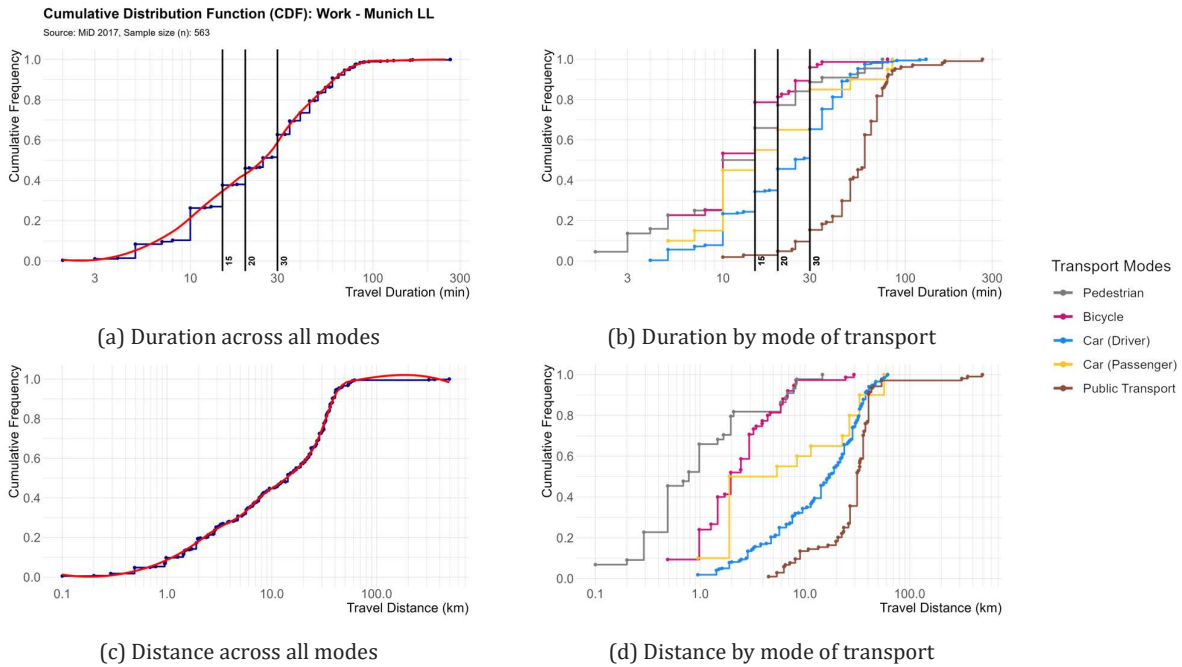 Cumulative Distribution Function (CDF): Work - Munich LL
Source: MiD 2017, Sample size (n): 563
Cumulative Frequency
1.0
0.8
0.6
0.4
0.2
0.0
15
20
30
3
10
30
100
300
Travel Duration (min)
(a) Duration across all modes
Cumulative Frequency
1.0
0.8
0.6
0.4
0.2
0.0
15
20
30
3
10
30
100
300
Travel Duration (min)
(b) Duration by mode of transport
Transport Modes
Pedestrian
Bicycle
Car (Driver)
Car (Passenger)
Public Transport
Cumulative Frequency
1.0
0.8
0.6
0.4
0.2
0.0
0.1
1.0
10.0
100.0
Travel Distance (km)
(c) Distance across all modes
Cumulative Frequency
1.0
0.8
0.6
0.4
0.2
0.0
0.1
1.0
10.0
100.0
Travel Distance (km)
(d) Distance by mode of transport